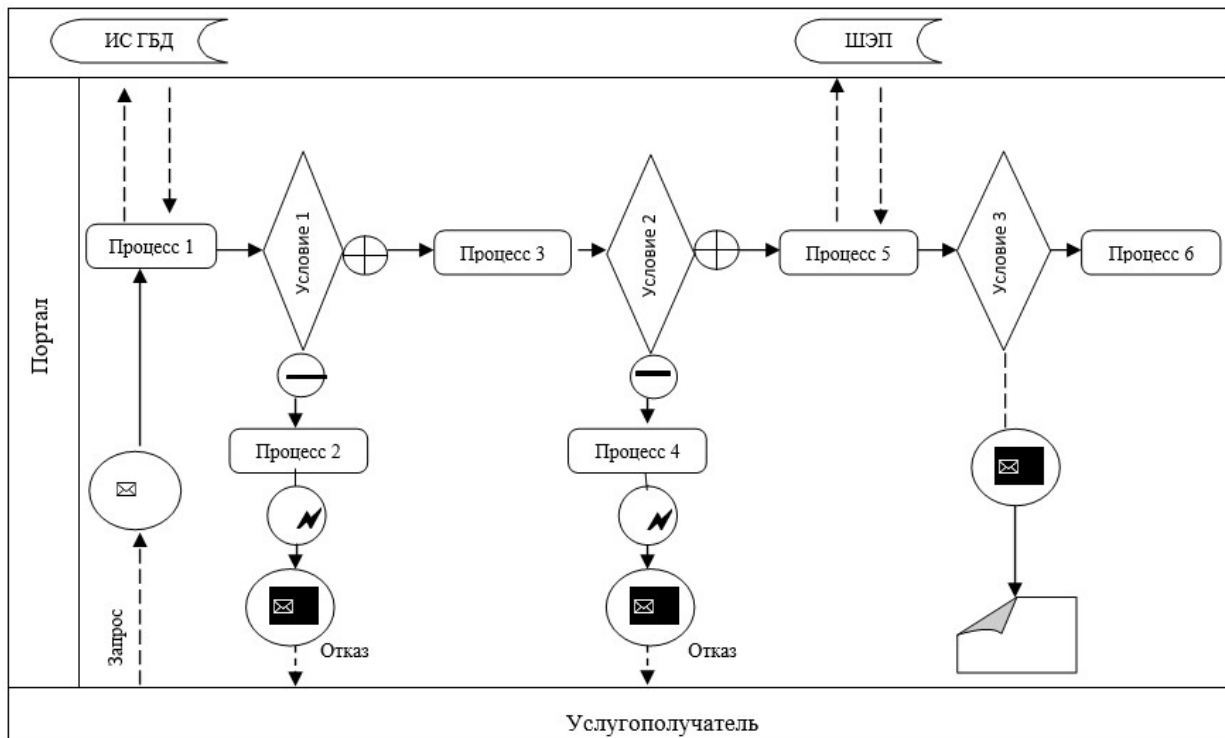 ИС ГБД
ШЭП
Портал
Процесс 1
Условие 1
Процесс 3
Условие 2
Процесс 5
Условие 3
Процесс 6
Процесс 2
Процесс 4
Запрос
Отказ
Отказ
Услугополучатель